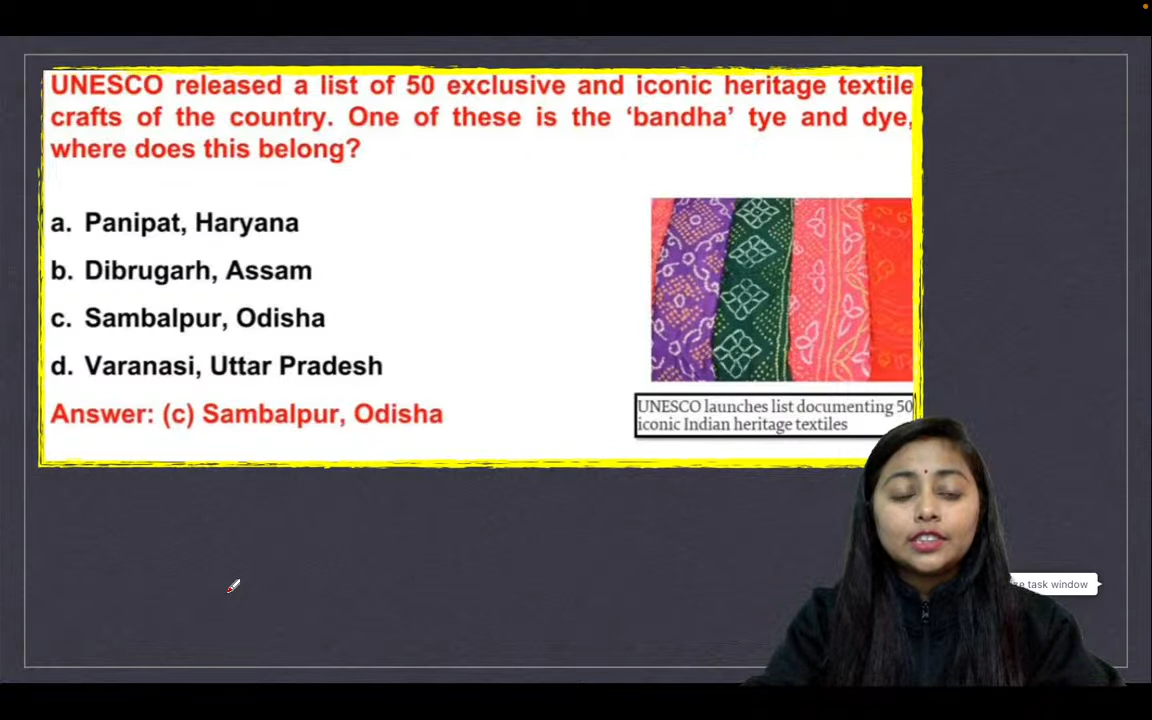 UNESCO released a list of 50 exclusive and iconic heritage textile
crafts of the country. One of these is the ‘bandha’ tye and dye,
where does this belong?
a. Panipat, Haryana
b. Dibrugarh, Assam
c. Sambalpur, Odisha
d. Varanasi, Uttar Pradesh
Answer: (c) Sambalpur, Odisha
UNESCO launches list documenting 50
iconic Indian heritage textiles
task window